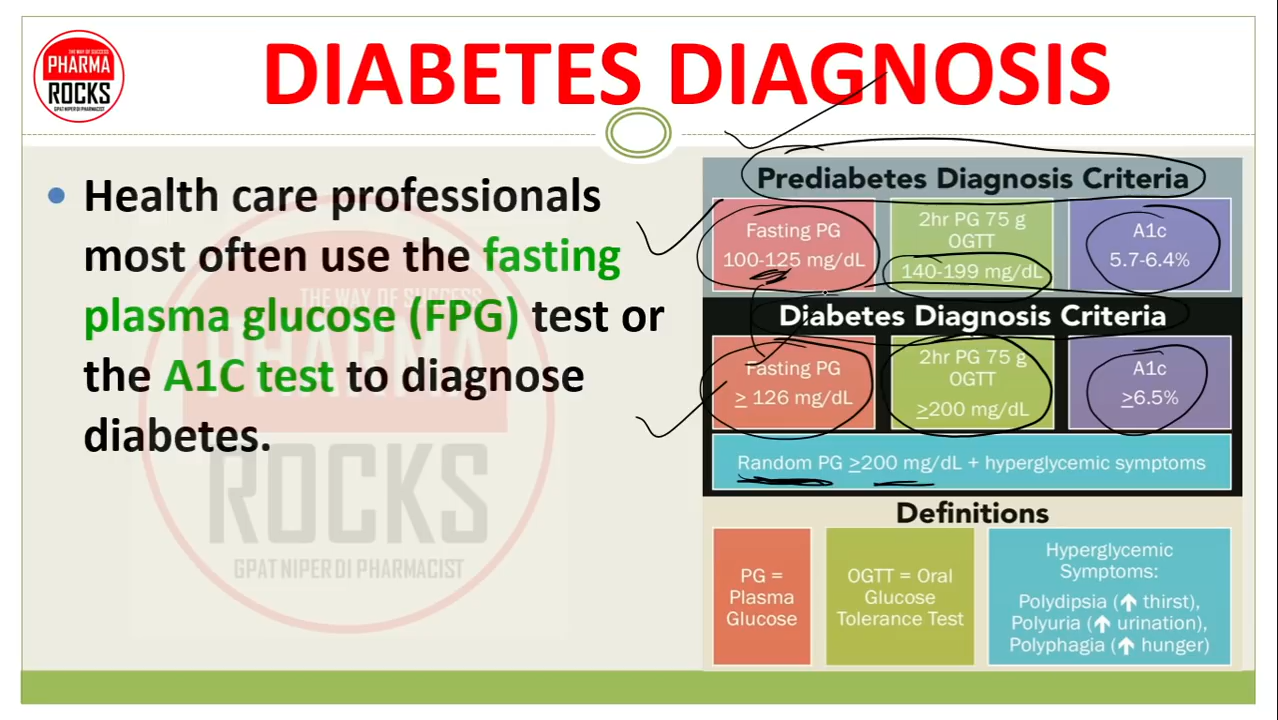 THE WAY OF SUCCESS
PHARMA
ROCKS
GPAT NIPER DI PHARMACIST
DIABETES DIAGNOSIS
Health care professionals
most often use the fasting
plasma glucose (FPG) test or
the A1C test to diagnose
diabetes.
THE WAY OF SUCCESS
PHARMA
ROCKS
GPAT NIPER DI PHARMACIST
Prediabetes Diagnosis Criteria
Fasting PG
100-125 mg/dL
2hr PG 75 g
OGTT
140-199 mg/dL
A1c
5.7-6.4%
Diabetes Diagnosis Criteria
Fasting PG
≥ 126 mg/dL
2hr PG 75 g
OGTT
≥200 mg/dL
A1c
≥6.5%
Random PG ≥200 mg/dL + hyperglycemic symptoms
Definitions
PG =
Plasma
Glucose
OGTT = Oral
Glucose
Tolerance Test
Hyperglycemic
Symptoms:
Polydipsia (↑ thirst),
Polyuria (↑ urination),
Polyphagia (↑ hunger)